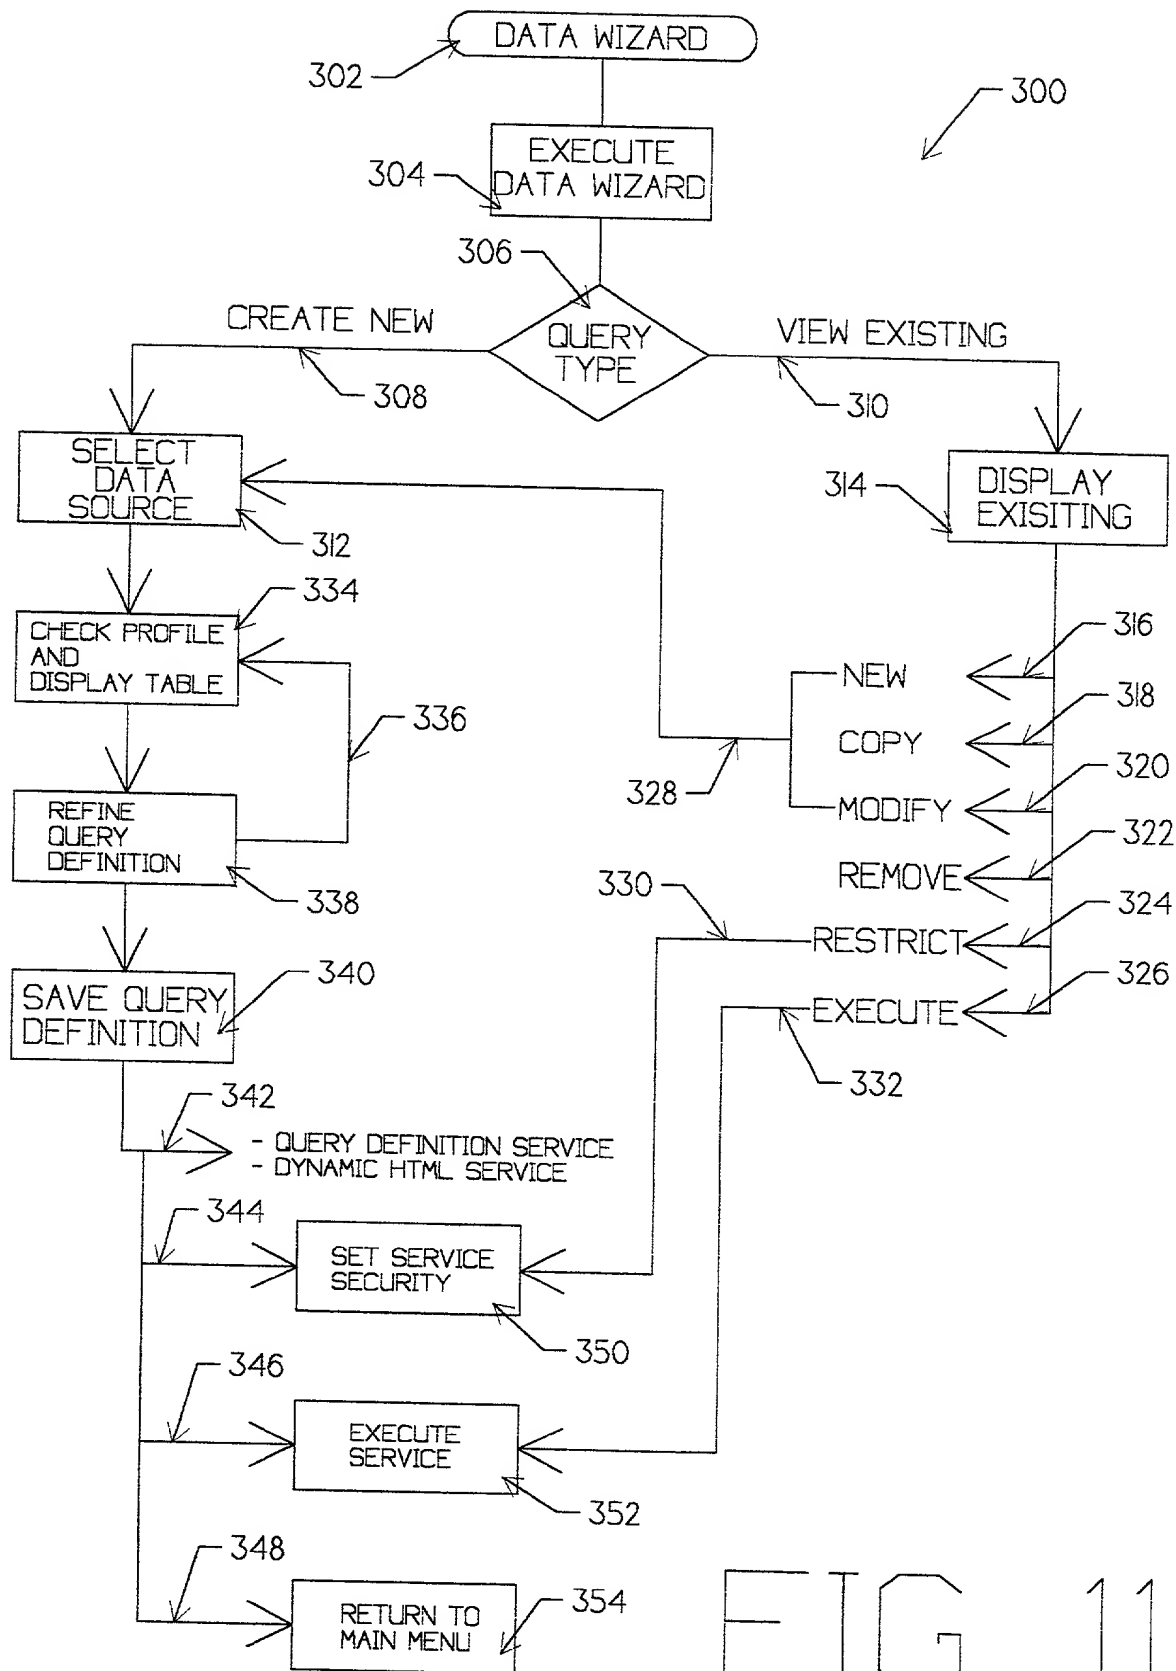 DATA WIZARD
302
300
EXECUTE
DATA WIZARD
304
306
CREATE NEW
QUERY
TYPE
VIEW EXISTING
308
310
SELECT
DATA
SOURCE
312
314
DISPLAY
EXISITING
334
CHECK PROFILE
AND
DISPLAY TABLE
336
316
NEW
318
COPY
328
320
MODIFY
REFINE
QUERY
DEFINITION
338
322
REMOVE
330
324
RESTRICT
326
EXECUTE
332
340
SAVE QUERY
DEFINITION
342
- QUERY DEFINITION SERVICE
- DYNAMIC HTML SERVICE
344
SET SERVICE
SECURITY
350
346
EXECUTE
SERVICE
352
348
RETURN TO
MAIN MENU
354
FIG 11